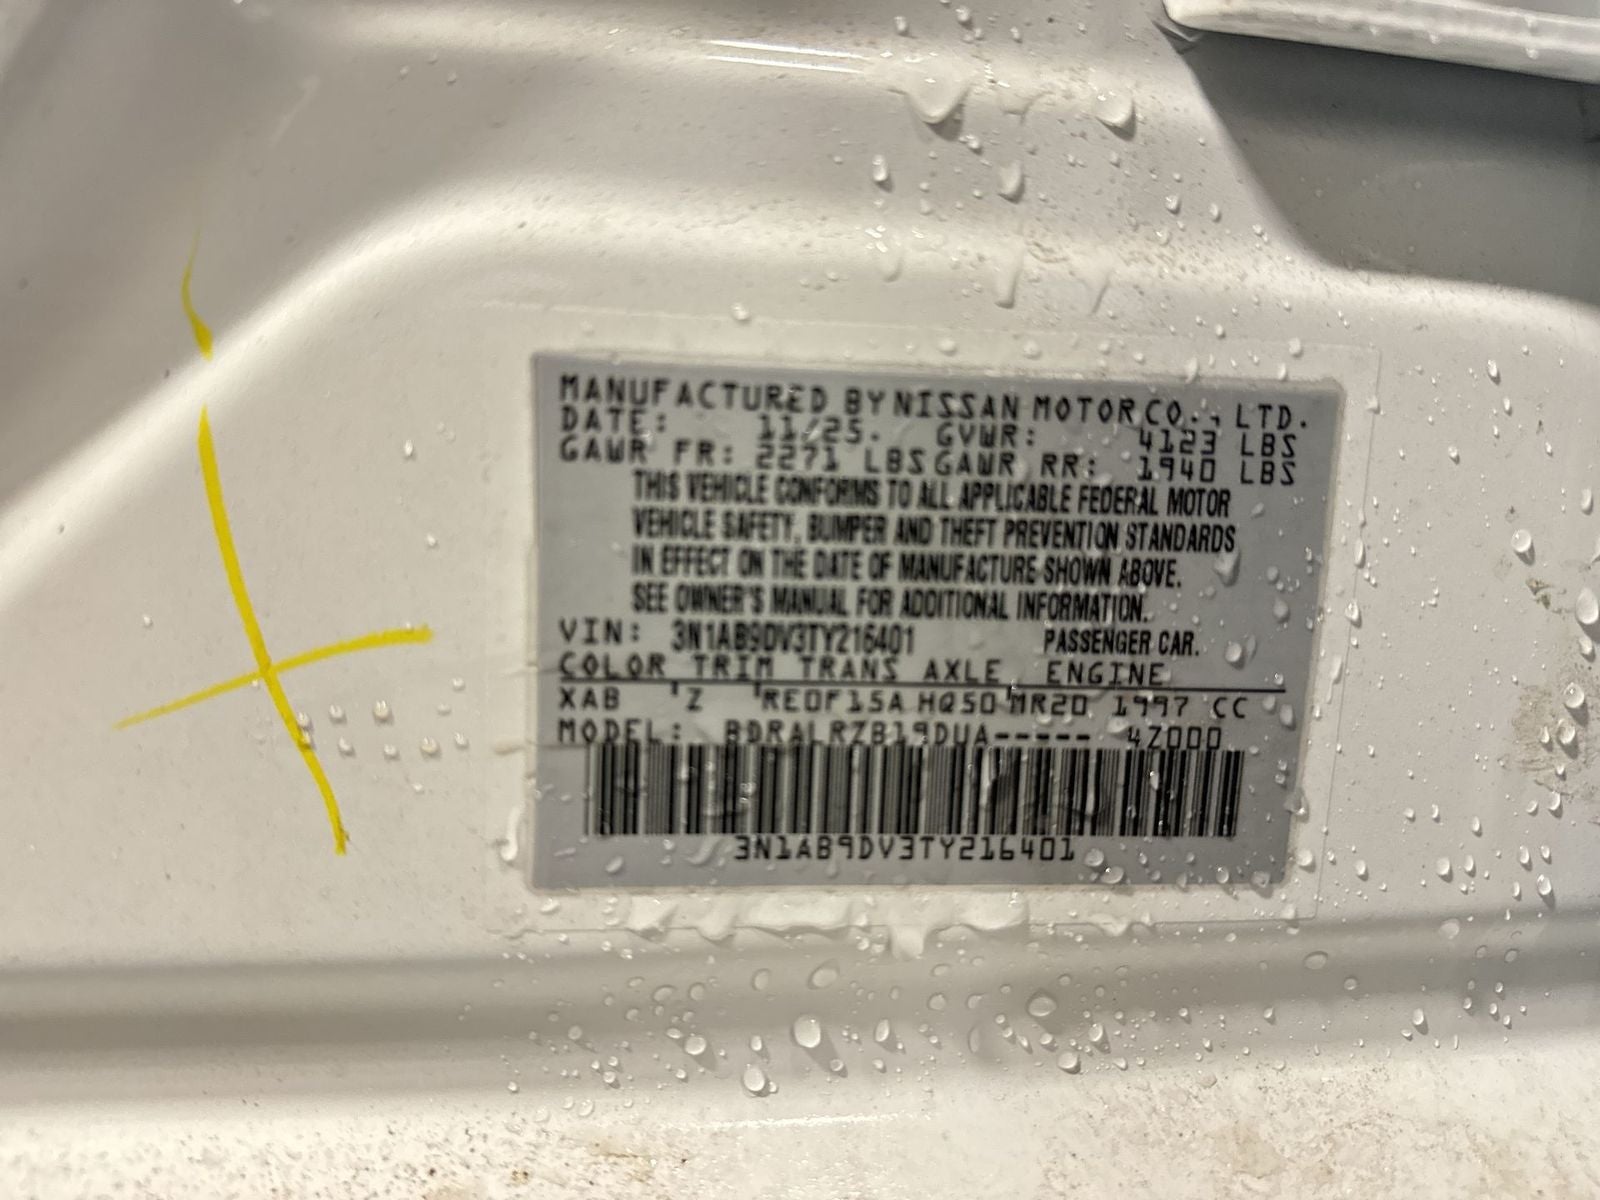 MANUFACTURED BY NISSAN MOTOR CO., LTD.
DATE: 11/25. GVWR: 4123 LBS
GAWR FR: 2271 LBS GAWR RR: 1940 LBS
THIS VEHICLE CONFORMS TO ALL APPLICABLE FEDERAL MOTOR
VEHICLE SAFETY, BUMPER AND THEFT PREVENTION STANDARDS
IN EFFECT ON THE DATE OF MANUFACTURE SHOWN ABOVE.
SEE OWNER'S MANUAL FOR ADDITIONAL INFORMATION.
VIN: 3N1AB9DV3TY216401 PASSENGER CAR.
COLOR TRIM TRANS AXLE ENGINE
XAB Z RE0F15A HQ50 MR20 1997 CC
MODEL: BDRALRZB19DUA----- 4Z000
3N1AB9DV3TY216401